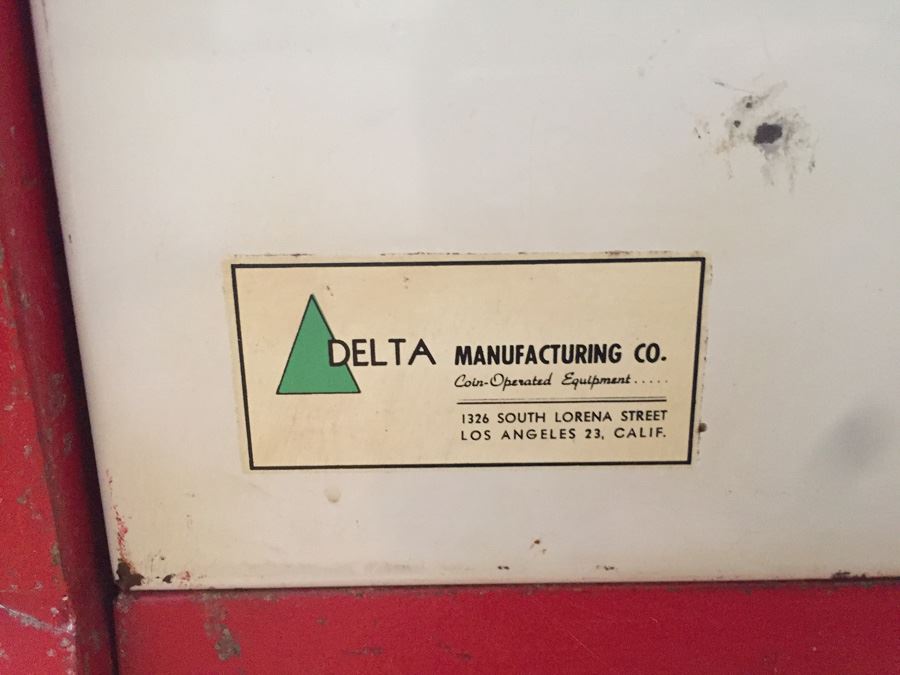 DELTA MANUFACTURING CO.
Coin-Operated Equipment.....
1326 SOUTH LORENA STREET
LOS ANGELES 23, CALIF.